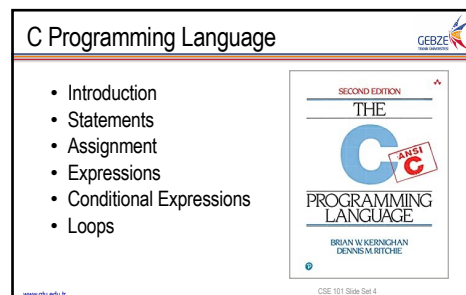 C Programming Language
GEBZE
• Introduction
• Statements
• Assignment
• Expressions
• Conditional Expressions
• Loops
SECOND EDITION
THE
C
ANSI
C
PROGRAMMING
LANGUAGE
BRIAN W. KERNIGHAN
DENNIS M. RITCHIE
www.gtu.edu.tr
CSE 101 Slide Set 4